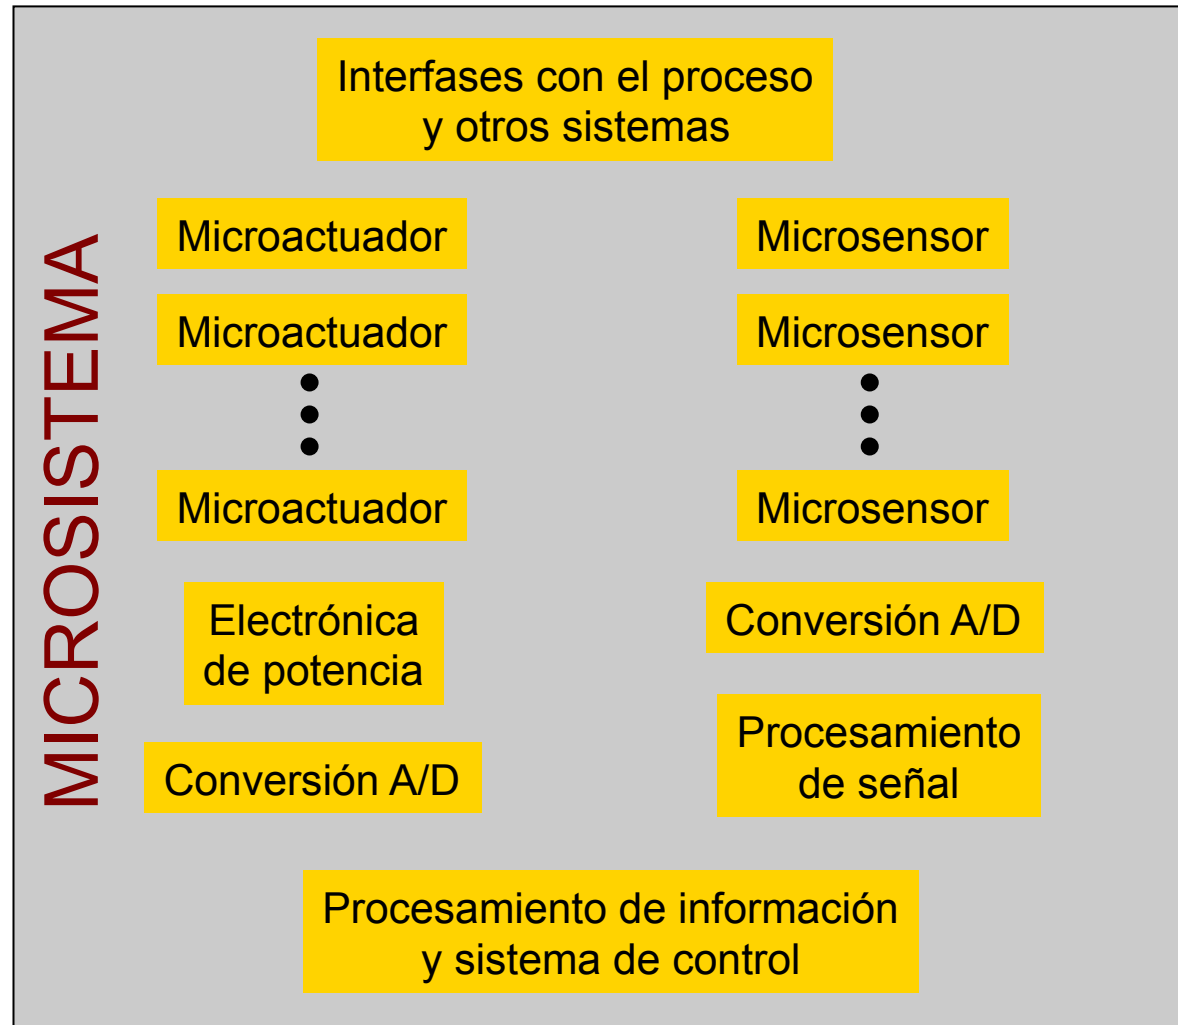 MICROSISTEMA
Interfases con el proceso
y otros sistemas
Microactuador
Microactuador
Microactuador
Electrónica
de potencia
Conversión A/D
Microsensor
Microsensor
Microsensor
Conversión A/D
Procesamiento
de señal
Procesamiento de información
y sistema de control